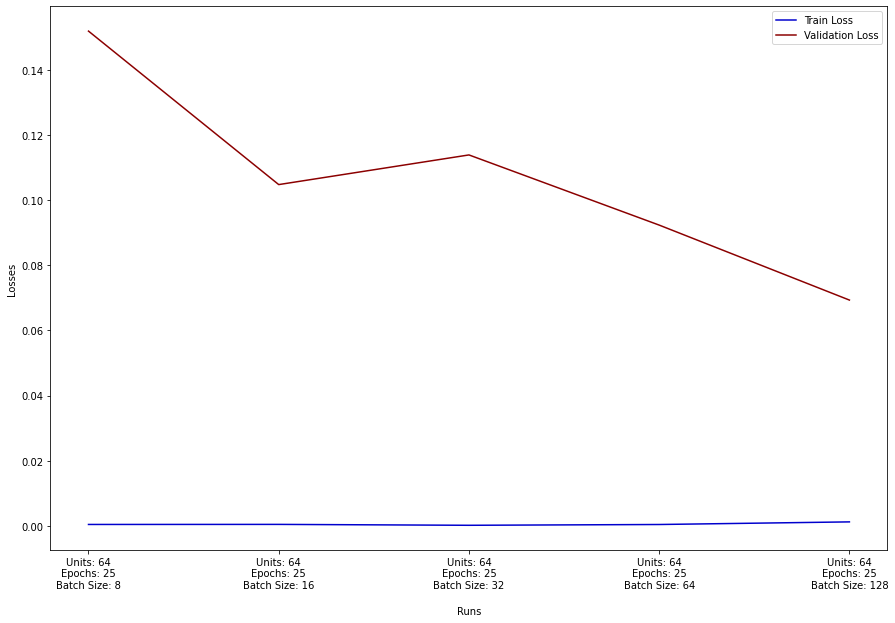 Train Loss
Validation Loss
Losses
0.14
0.12
0.10
0.08
0.06
0.04
0.02
0.00
Units: 64
Epochs: 25
Batch Size: 8
Units: 64
Epochs: 25
Batch Size: 16
Units: 64
Epochs: 25
Batch Size: 32
Units: 64
Epochs: 25
Batch Size: 64
Units: 64
Epochs: 25
Batch Size: 128
Runs